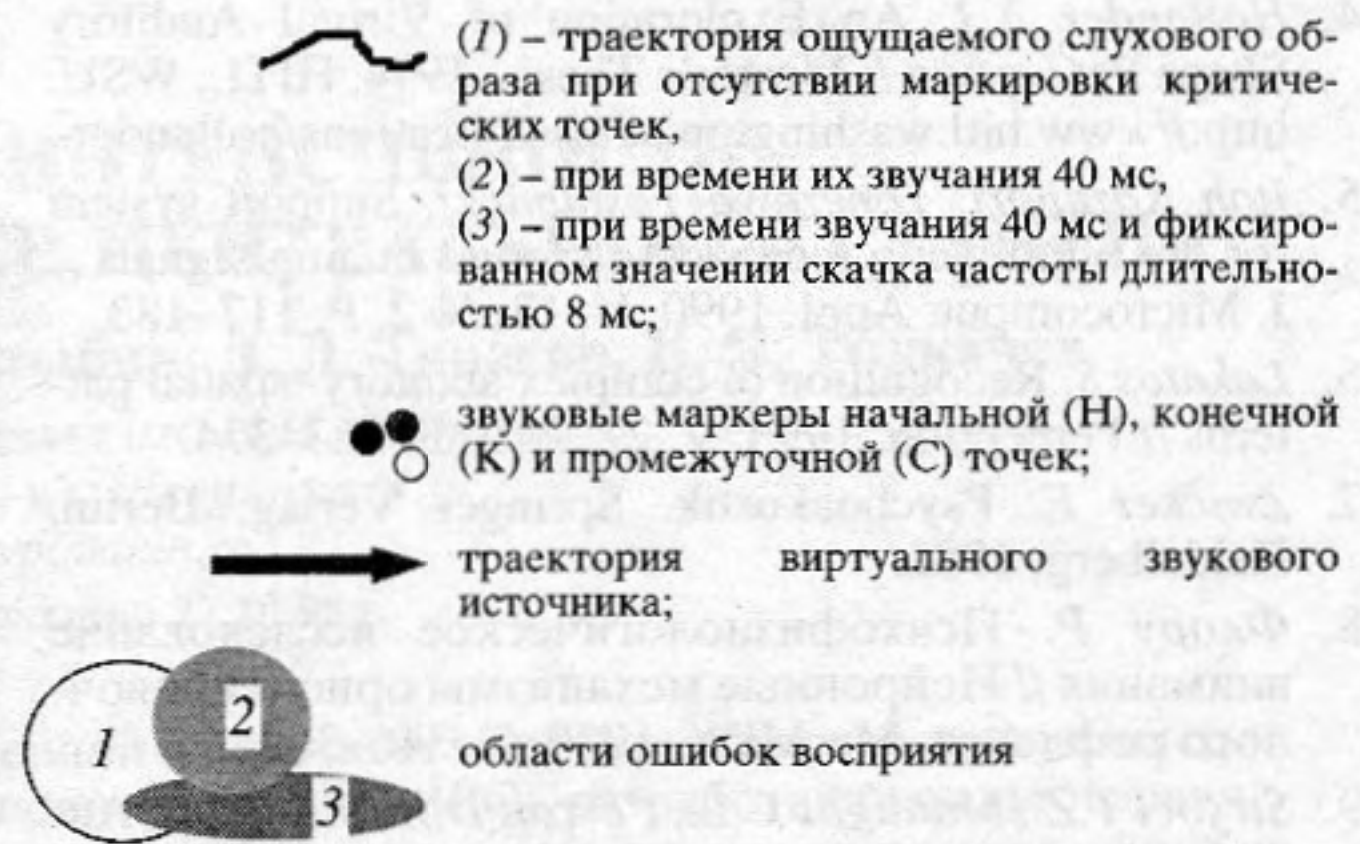 (1) – траектория ощущаемого слухового об-
раза при отсутствии маркировки критиче-
ских точек,
(2) – при времени их звучания 40 мс,
(3) – при времени звучания 40 мс и фиксиро-
ванном значении скачка частоты длительно-
стью 8 мс;
звуковые маркеры начальной (Н), конечной
(К) и промежуточной (С) точек;
траектория виртуального звукового
источника;
1
2
3
области ошибок восприятия